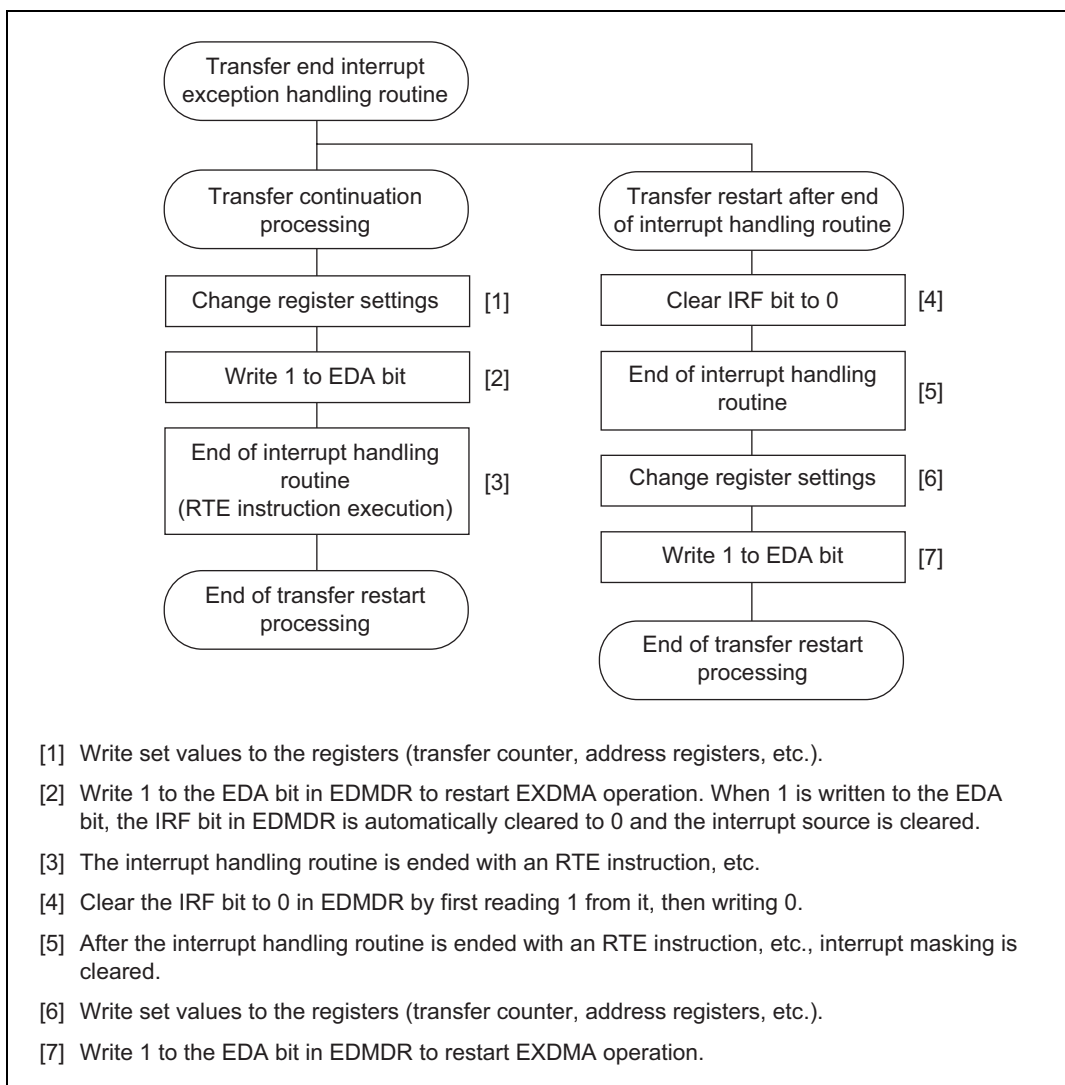 Transfer end interrupt
exception handling routine
Transfer continuation
processing
Change register settings [1]
Write 1 to EDA bit [2]
End of interrupt handling
routine
(RTE instruction execution) [3]
End of transfer restart
processing
Transfer restart after end
of interrupt handling routine
Clear IRF bit to 0 [4]
End of interrupt handling
routine [5]
Change register settings [6]
Write 1 to EDA bit [7]
End of transfer restart
processing
[1] Write set values to the registers (transfer counter, address registers, etc.).
[2] Write 1 to the EDA bit in EDMDR to restart EXDMA operation. When 1 is written to the EDA
bit, the IRF bit in EDMDR is automatically cleared to 0 and the interrupt source is cleared.
[3] The interrupt handling routine is ended with an RTE instruction, etc.
[4] Clear the IRF bit to 0 in EDMDR by first reading 1 from it, then writing 0.
[5] After the interrupt handling routine is ended with an RTE instruction, etc., interrupt masking is
cleared.
[6] Write set values to the registers (transfer counter, address registers, etc.).
[7] Write 1 to the EDA bit in EDMDR to restart EXDMA operation.